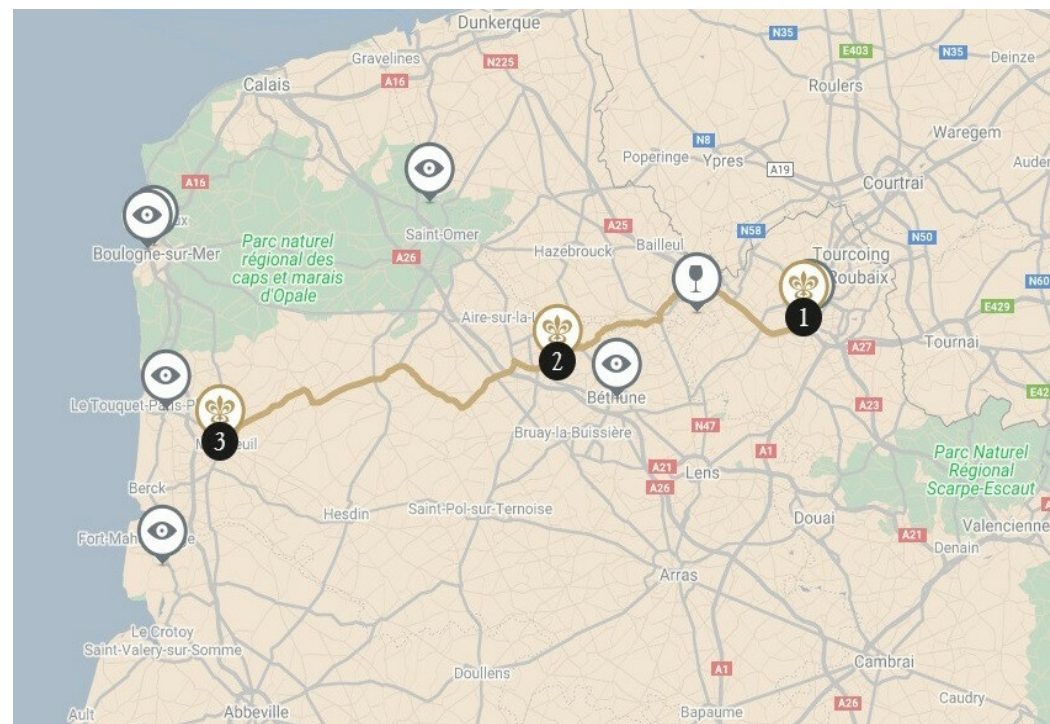 Dunkerque
N35
Gravelines
N225
E403
N35
Deinze
A16
Calais
Roulers
N8
Waregem
Poperinge
Ypres
A19
Auden
A16
Courtrai
Saint-Omer
A25
Bailleul
N58
N50
Boulogne-sur-Mer
Parc naturel
régional des
caps et marais
d'Opale
A26
Hazebrouck
Tourcoing
Roubaix
N60
E429
Aire-sur-la-L
1
2
A27
Tournai
Béthune
E42
Le Touquet-Paris-P
A23
3
Bruay-la-Buissière
N47
A1
Parc Naturel
Régional
Scarpe-Escaut
A21
Lens
A26
Berck
Hesdin
Saint-Pol-sur-Ternoise
Douai
Valencienne
A21
Denain
Arras
Le Crotoy
Saint-Valery-sur-Somme
Doullens
A1
Cambrai
Ault
Abbeville
Bapaume
A26
Caudry